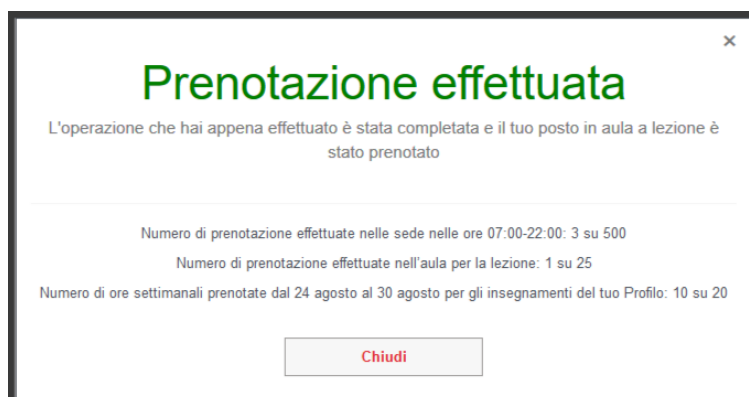 ×
Prenotazione effettuata
L'operazione che hai appena effettuato è stata completata e il tuo posto in aula a lezione è
stato prenotato
Numero di prenotazione effettuate nelle sede nelle ore 07:00-22:00: 3 su 500
Numero di prenotazione effettuate nell'aula per la lezione: 1 su 25
Numero di ore settimanali prenotate dal 24 agosto al 30 agosto per gli insegnamenti del tuo Profilo: 10 su 20
Chiudi